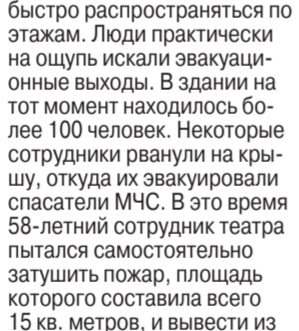 быстро распространяться по
этажам. Люди практически
на ощупь искали эвакуаци-
онные выходы. В здании на
тот момент находилось бо-
лее 100 человек. Некоторые
сотрудники рванули на кры-
шу, откуда их эвакуировали
спасатели МЧС. В это время
58-летний сотрудник театра
пытался самостоятельно
затушить пожар, площадь
которого составила всего
15 кв. метров, и вывести из